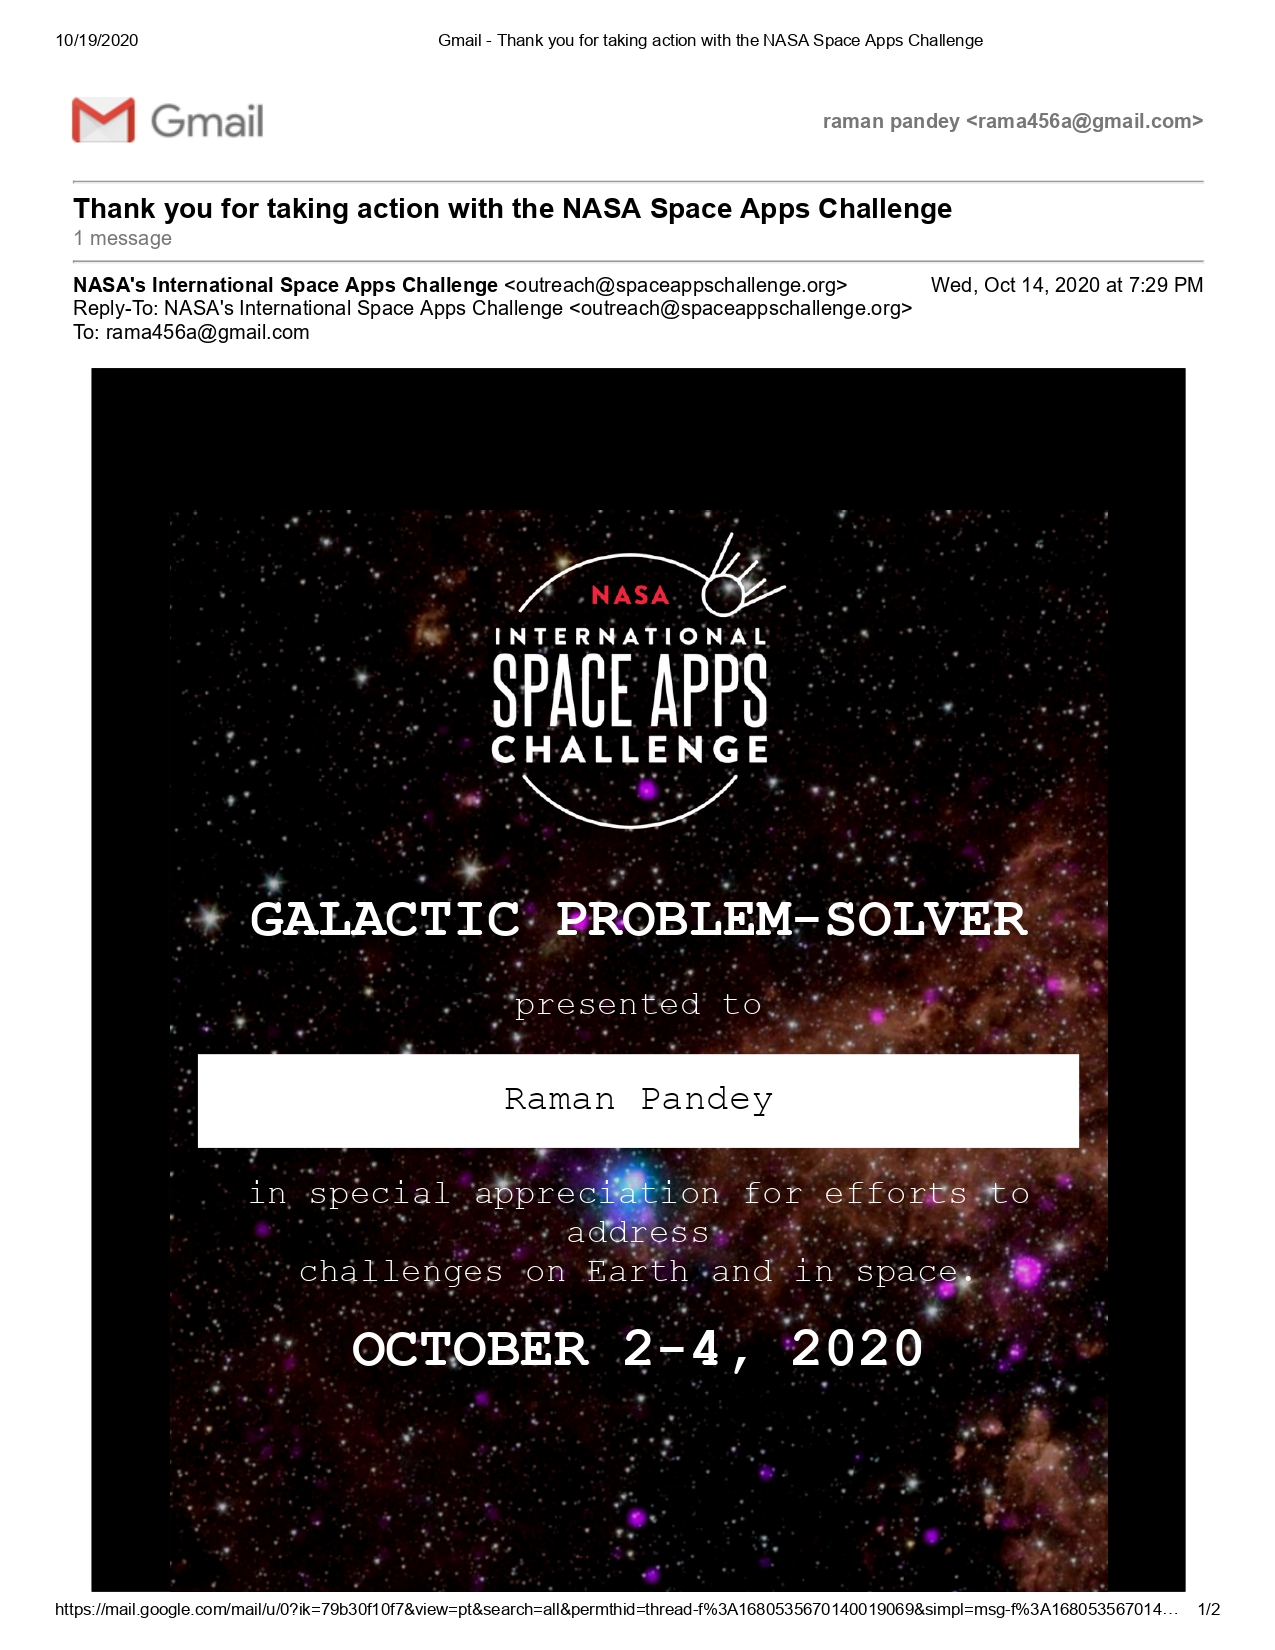 10/19/2020 Gmail - Thank you for taking action with the NASA Space Apps Challenge
Gmail raman pandey <rama456a@gmail.com>
Thank you for taking action with the NASA Space Apps Challenge
1 message
NASA's International Space Apps Challenge <outreach@spaceappschallenge.org> Wed, Oct 14, 2020 at 7:29 PM
Reply-To: NASA's International Space Apps Challenge <outreach@spaceappschallenge.org>
To: rama456a@gmail.com
NASA
INTERNATIONAL
SPACE APPS
CHALLENGE
GALACTIC PROBLEM-SOLVER
presented to
Raman Pandey
in special appreciation for efforts to
address
challenges on Earth and in space.
OCTOBER 2-4, 2020
https://mail.google.com/mail/u/0?ik=79b30f10f7&view=pt&search=all&permthid=thread-f%3A1680535670140019069&simpl=msg-f%3A168053567014… 1/2